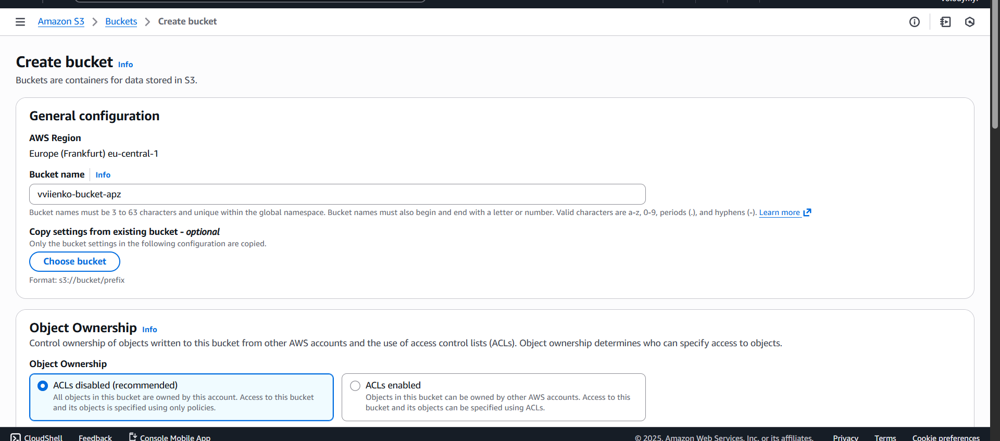 Amazon S3 > Buckets > Create bucket
Create bucket Info
Buckets are containers for data stored in S3.
General configuration
AWS Region
Europe (Frankfurt) eu-central-1
Bucket name Info
vviienko-bucket-apz
Bucket names must be 3 to 63 characters and unique within the global namespace. Bucket names must also begin and end with a letter or number. Valid characters are a-z, 0-9, periods (.), and hyphens (-). Learn more
Copy settings from existing bucket - optional
Only the bucket settings in the following configuration are copied.
Choose bucket
Format: s3://bucket/prefix
Object Ownership Info
Control ownership of objects written to this bucket from other AWS accounts and the use of access control lists (ACLs). Object ownership determines who can specify access to objects.
Object Ownership
ACLs disabled (recommended)
All objects in this bucket are owned by this account. Access to this bucket
and its objects is specified using only policies.
ACLs enabled
Objects in this bucket can be owned by other AWS accounts. Access to this
bucket and its objects can be specified using ACLs.
CloudShell Feedback Console Mobile App © 2025, Amazon Web Services, Inc. or its affiliates. Privacy Terms Cookie preferences